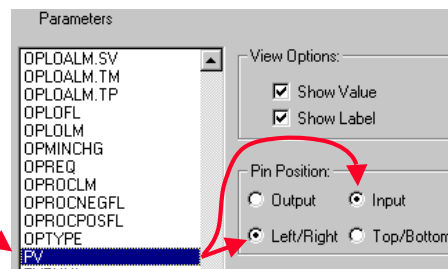 Parameters
OPLOALM.SV
OPLOALM.TM
OPLOALM.TP
OPLOFL
OPLOLM
OPMINCHG
OPREQ
OPROCLM
OPROCNEGFL
OPROCPOSFL
OPTYPE
PV
View Options:
Show Value
Show Label
Pin Position:
Output Input
Left/Right Top/Bottom